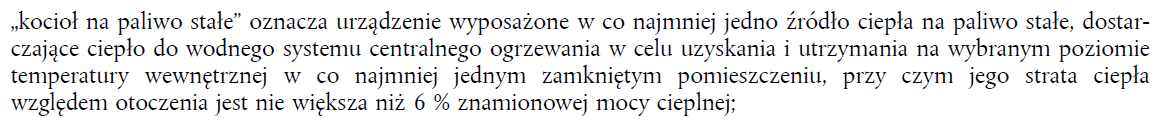 „kocioł na paliwo stałe” oznacza urządzenie wyposażone w co najmniej jedno źródło ciepła na paliwo stałe, dostar-
czające ciepło do wodnego systemu centralnego ogrzewania w celu uzyskania i utrzymania na wybranym poziomie
temperatury wewnętrznej w co najmniej jednym zamkniętym pomieszczeniu, przy czym jego strata ciepła
względem otoczenia jest nie większa niż 6 % znamionowej mocy cieplnej;